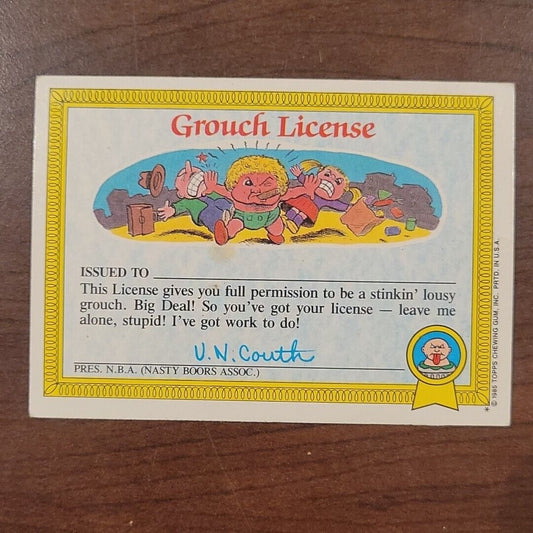 Grouch License
ISSUED TO
This License gives you full permission to be a stinkin' lousy
grouch. Big Deal! So you've got your license — leave me
alone, stupid! I've got work to do!
U.N. Couth
PRES. N.B.A. (NASTY BOORS ASSOC.)
* © 1985 TOPPS CHEWING GUM, INC. PRTD. IN U.S.A.